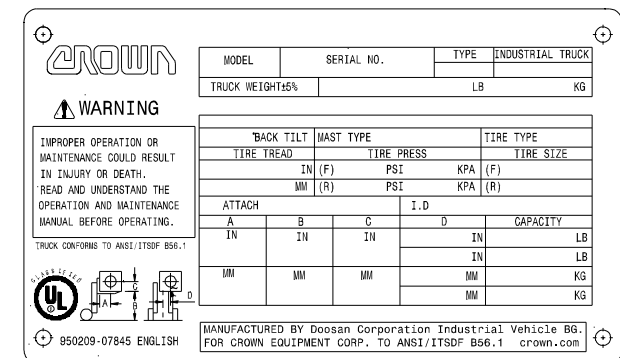 CROWN
WARNING
IMPROPER OPERATION OR
MAINTENANCE COULD RESULT
IN INJURY OR DEATH.
READ AND UNDERSTAND THE
OPERATION AND MAINTENANCE
MANUAL BEFORE OPERATING.
TRUCK CONFORMS TO ANSI/ITSDF B56.1
CLASSIFIED
UL
A
B
C
D
950209-07845 ENGLISH
MODEL SERIAL NO. TYPE INDUSTRIAL TRUCK
TRUCK WEIGHT±5% LB KG
BACK TILT MAST TYPE TIRE TYPE
TIRE TREAD TIRE PRESS TIRE SIZE
IN (F) PSI KPA (F)
MM (R) PSI KPA (R)
ATTACH I.D
A B C D CAPACITY
IN IN IN IN LB
IN LB
MM MM MM MM KG
MM KG
MANUFACTURED BY Doosan Corporation Industrial Vehicle BG.
FOR CROWN EQUIPMENT CORP. TO ANSI/ITSDF B56.1 crown.com